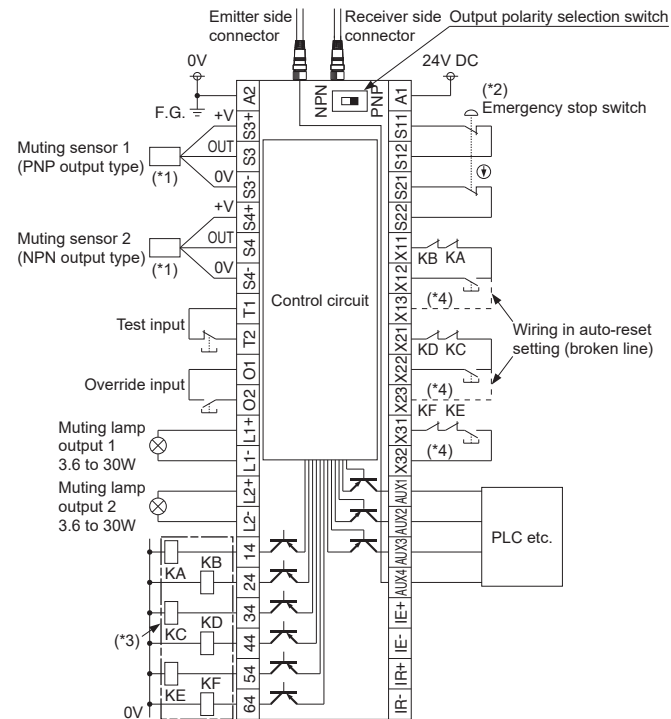 Emitter side
connector
Receiver side
connector
Output polarity selection switch
0V
24V DC
F.G.
NPN
PNP
(*2)
Emergency stop switch
A2
S3+
S3
S3-
S4+
S4
S4-
T1
T2
O1
O2
L1+
L1-
L2+
L2-
14
24
34
44
54
64
A1
S11
S12
S21
S22
X11
X12
X13
X21
X22
X23
X31
X32
AUX1
AUX2
AUX3
AUX4
IE+
IE-
IR+
IR-
Muting sensor 1
(PNP output type)
(*1)
+V
OUT
0V
Muting sensor 2
(NPN output type)
(*1)
+V
OUT
0V
Control circuit
Test input
Override input
Muting lamp
output 1
3.6 to 30W
Muting lamp
output 2
3.6 to 30W
KB KA
(*4)
KD KC
(*4)
KF KE
(*4)
Wiring in auto-reset
setting (broken line)
PLC etc.
KA
KB
KC
KD
KE
KF
(*3)
0V